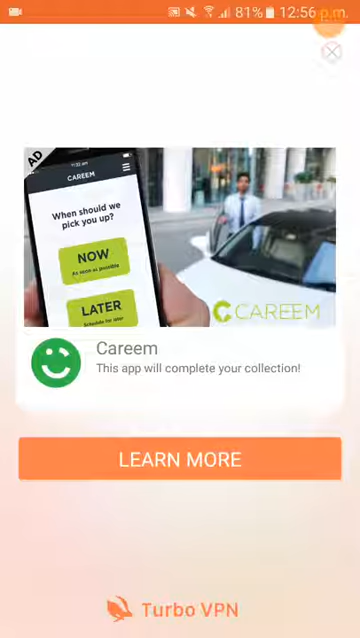 81% 12:56 p.m.
AD
CAREEM
When should we
pick you up?
NOW
As soon as possible
LATER
Schedule for later
CAREEM
Careem
This app will complete your collection!
LEARN MORE
Turbo VPN